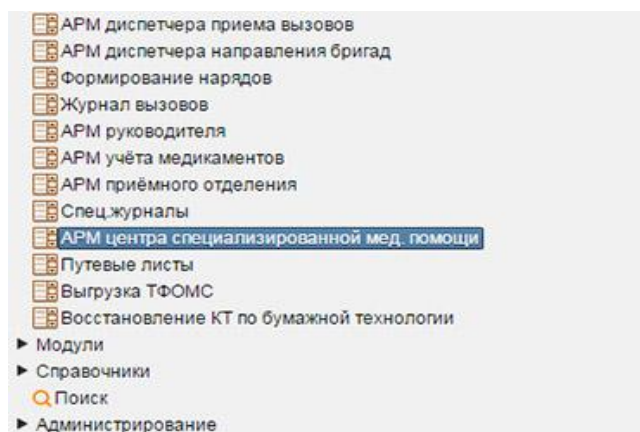 АРМ диспетчера приема вызовов
АРМ диспетчера направления бригад
Формирование нарядов
Журнал вызовов
АРМ руководителя
АРМ учёта медикаментов
АРМ приёмного отделения
Спец.журналы
АРМ центра специализированной мед. помощи
Путевые листы
Выгрузка ТФОМС
Восстановление КТ по бумажной технологии
Модули
Справочники
Поиск
Администрирование